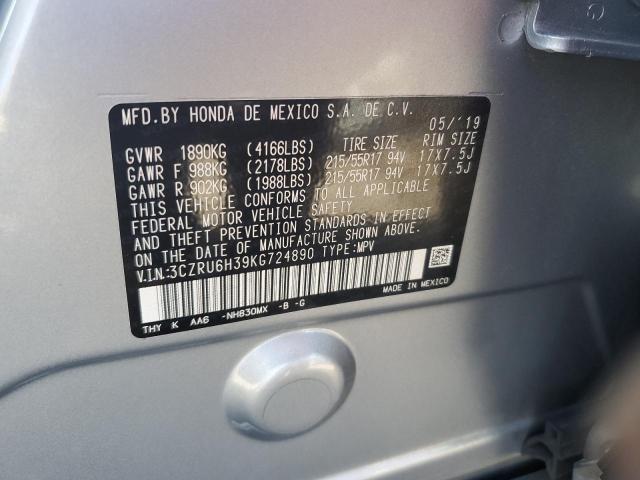 MFD.BY HONDA DE MEXICO S.A. DE C.V. 05/'19
GVWR 1890KG (4166LBS) TIRE SIZE RIM SIZE
GAWR F 988KG (2178LBS) 215/55R17 94V 17X7.5J
GAWR R 902KG (1988LBS) 215/55R17 94V 17X7.5J
THIS VEHICLE CONFORMS TO ALL APPLICABLE
FEDERAL MOTOR VEHICLE SAFETY
AND THEFT PREVENTION STANDARDS IN EFFECT
ON THE DATE OF MANUFACTURE SHOWN ABOVE.
V.I.N:3CZRU6H39KG724890 TYPE:MPV
MADE IN MEXICO
THY K AA6 -NH830MX -B -G